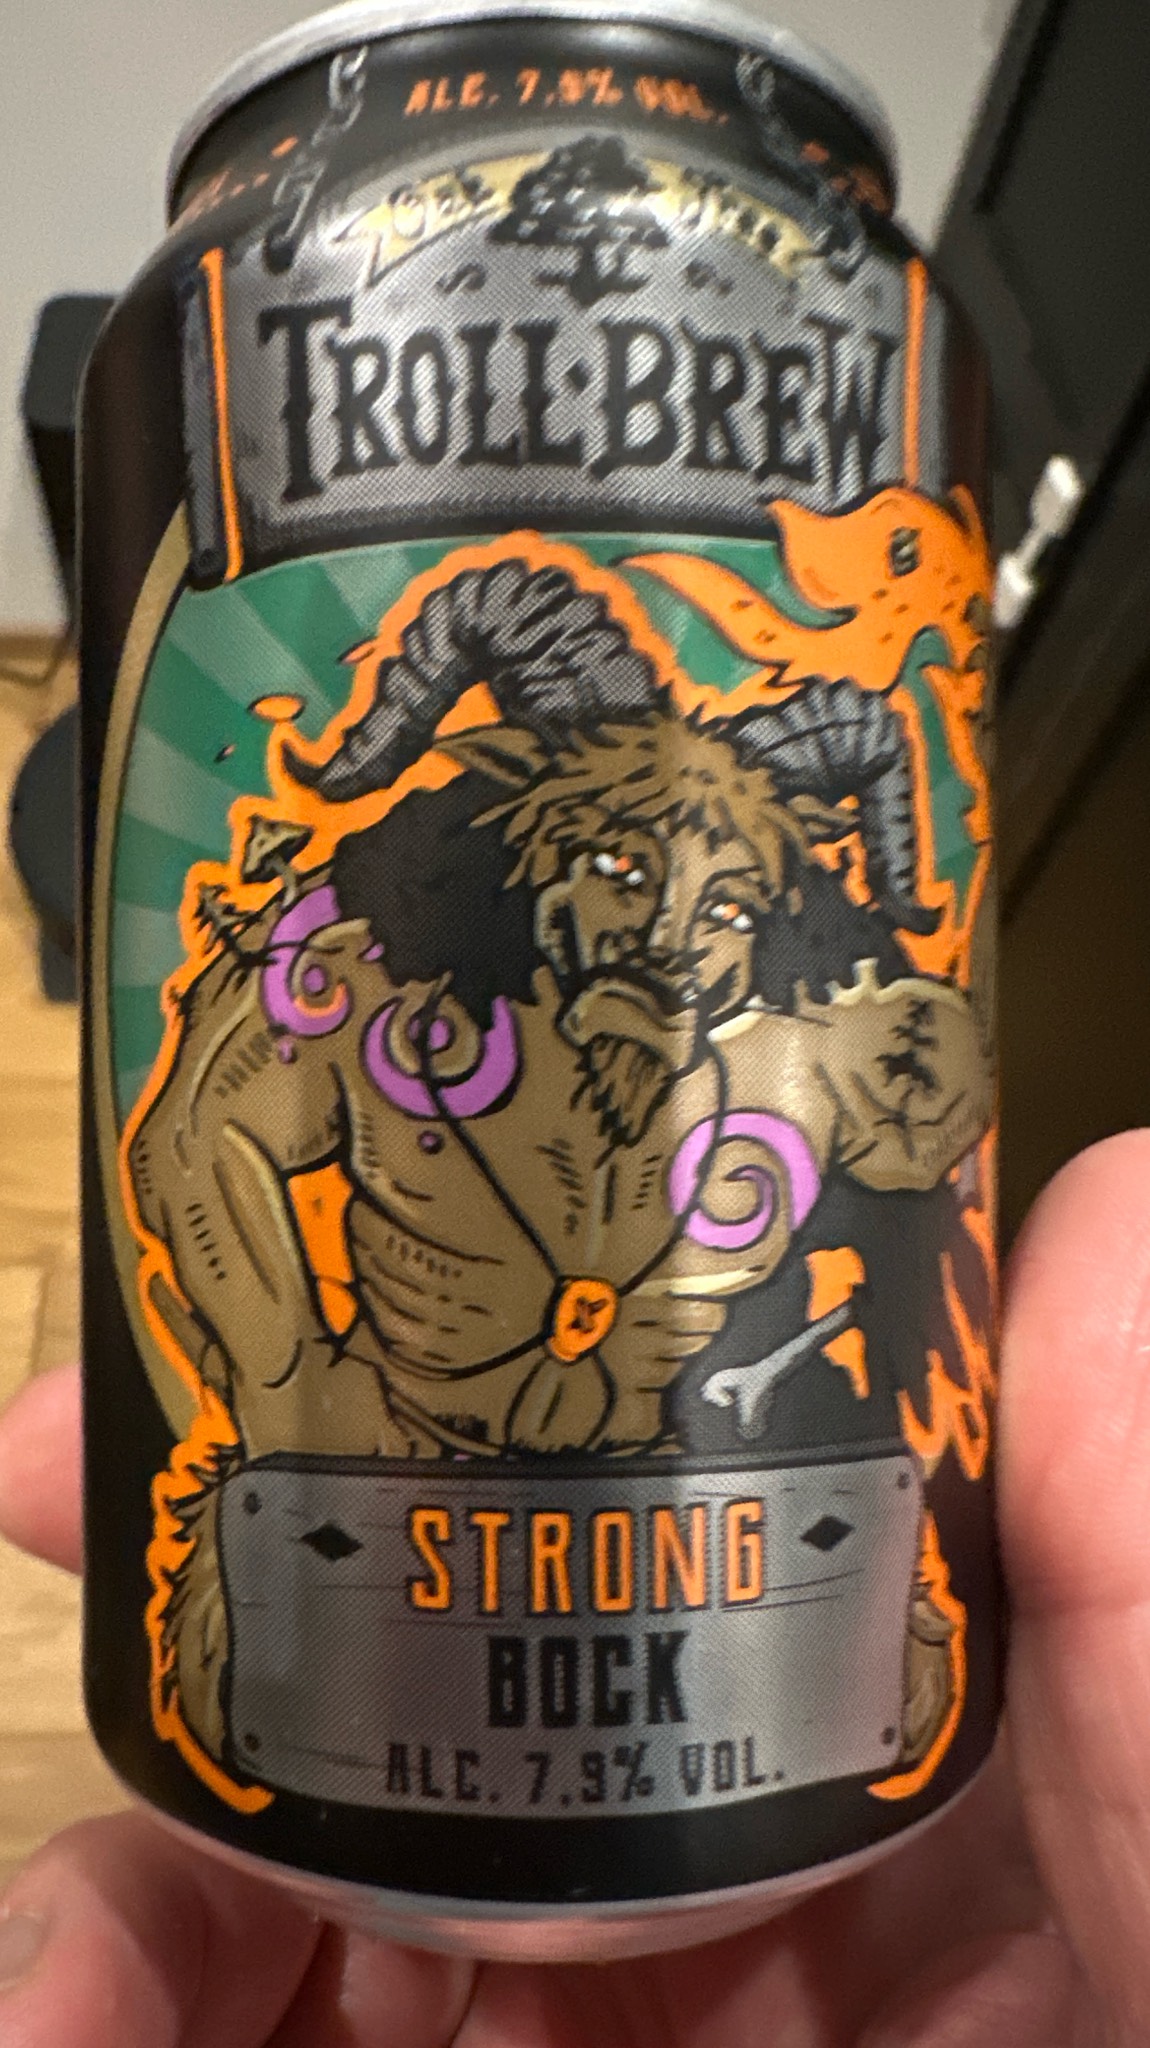 ALC. 7,9% VOL.
TROLL·BREW
STRONG
BOCK
ALC. 7,9% VOL.